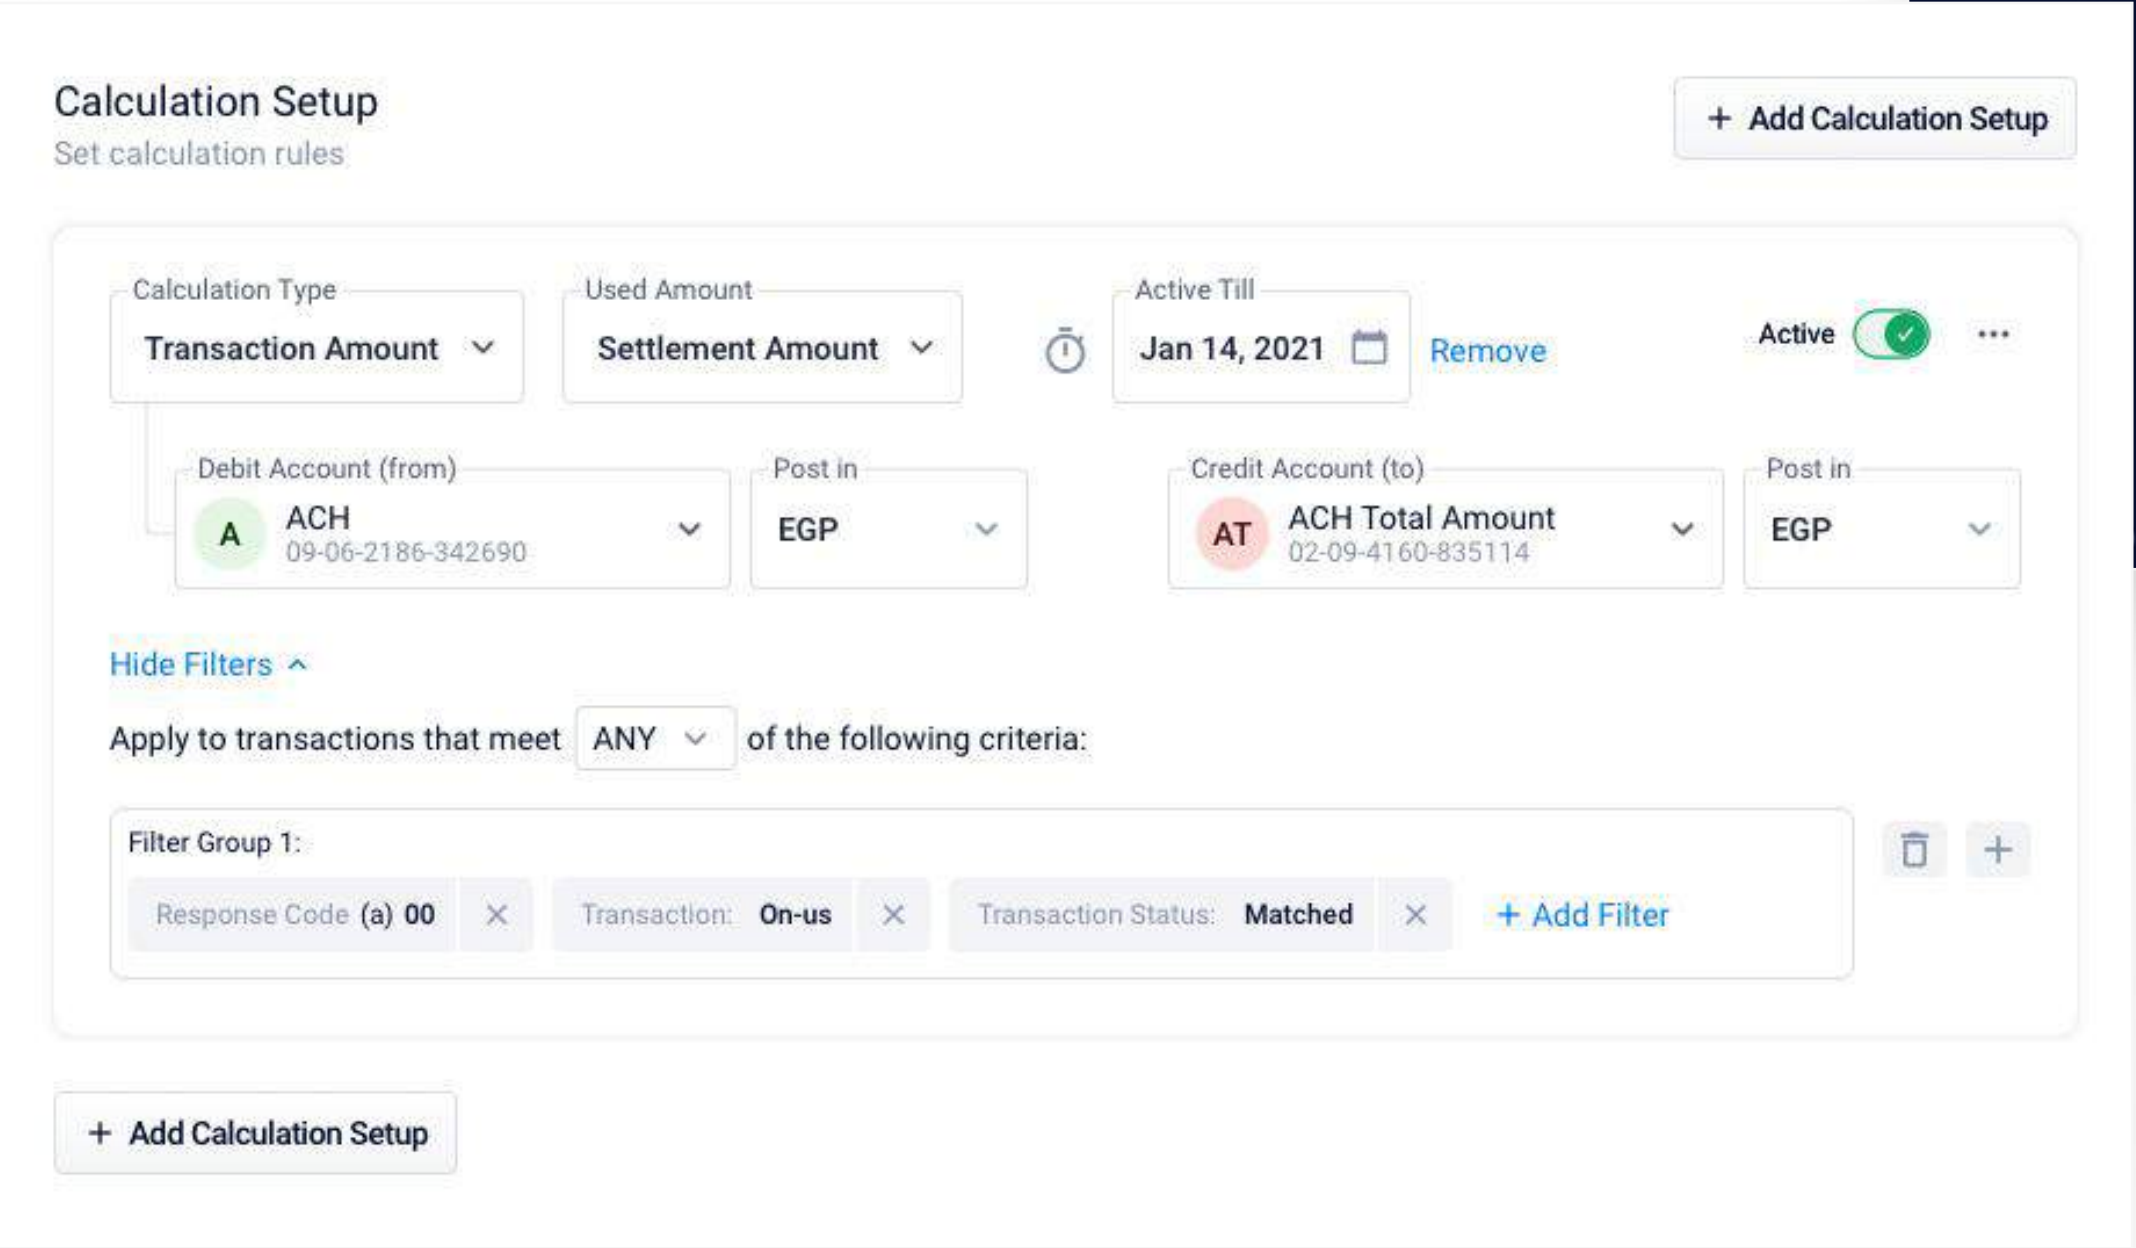 Calculation Setup
+ Add Calculation Setup
Set calculation rules
Calculation Type
Used Amount
Active Till
Transaction Amount
Settlement Amount
Jan 14, 2021
Remove
Active
Debit Account (from)
Post in
Credit Account (to)
Post in
A
ACH
09-06-2186-342690
EGP
AT
ACH Total Amount
02-09-4160-835114
EGP
Hide Filters
Apply to transactions that meet ANY of the following criteria:
Filter Group 1:
Response Code (a) 00
Transaction: On-us
Transaction Status: Matched
+ Add Filter
+ Add Calculation Setup